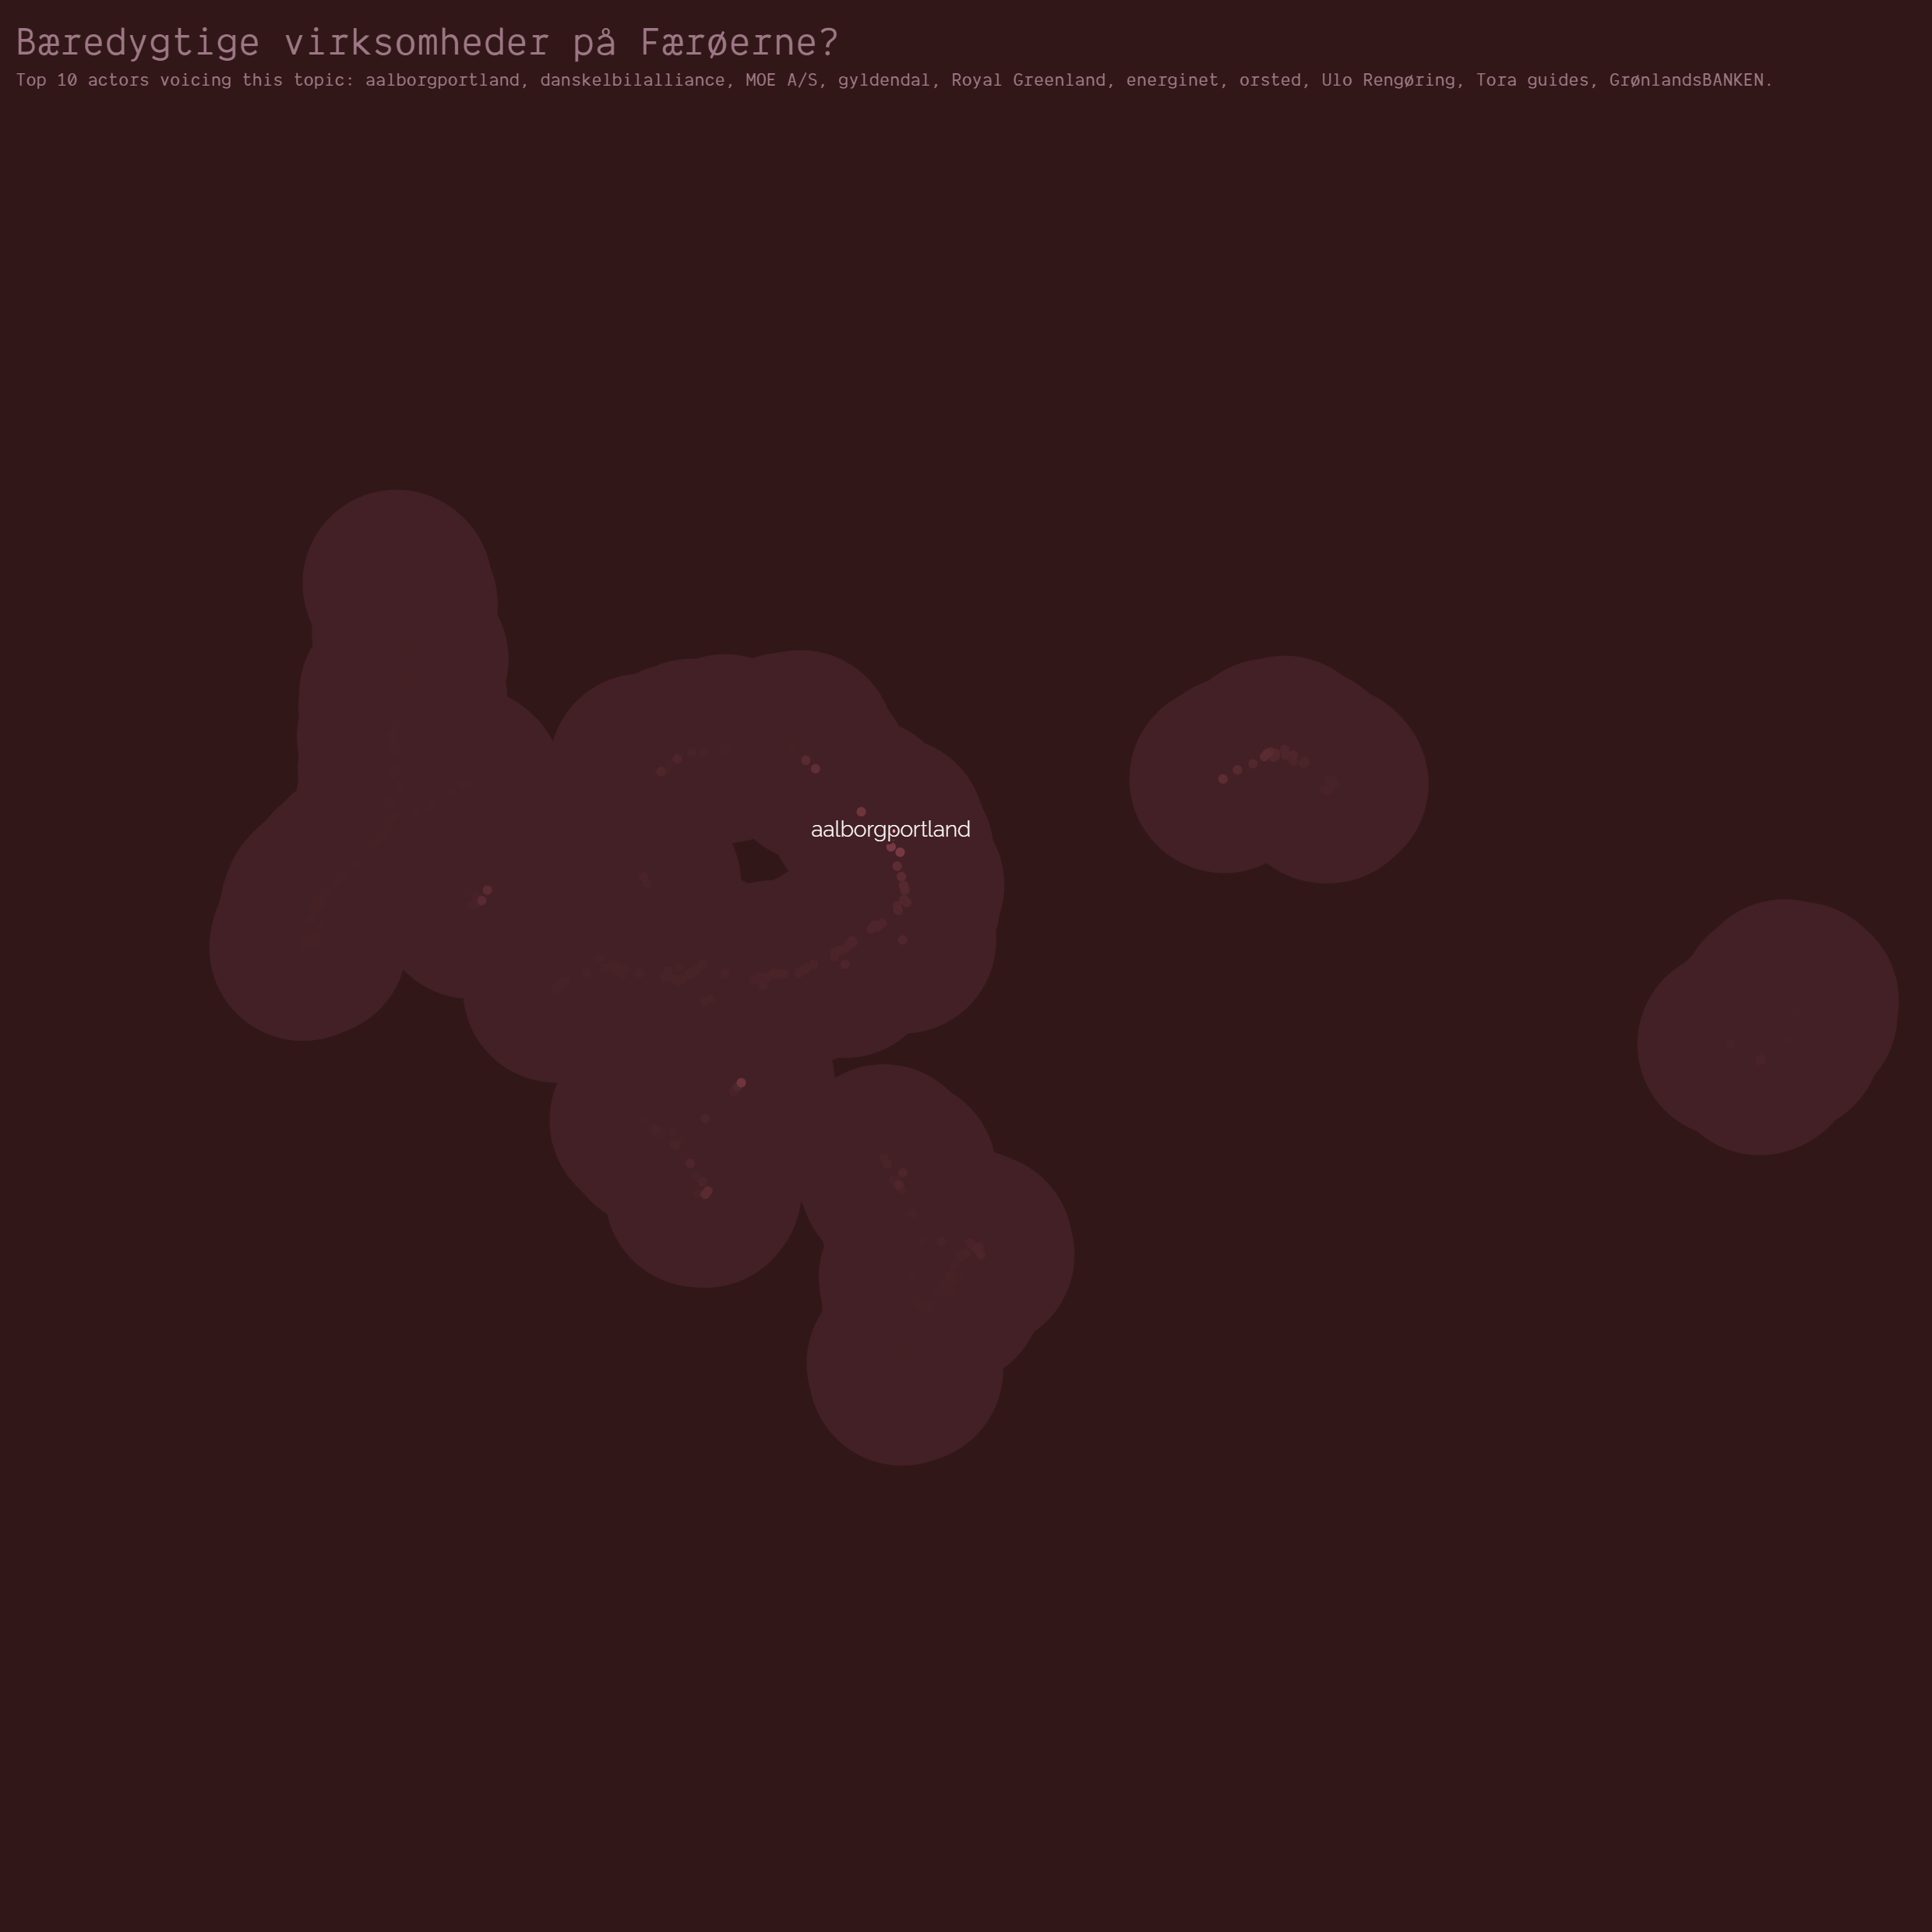 Bæredygtige virksomheder på Færøerne?
Top 10 actors voicing this topic: aalborgportland, danskelbilalliance, MOE A/S, gyldendal, Royal Greenland, energinet, orsted, Ulo Rengøring, Tora guides, GrønlandsBANKEN.
aalborgportland